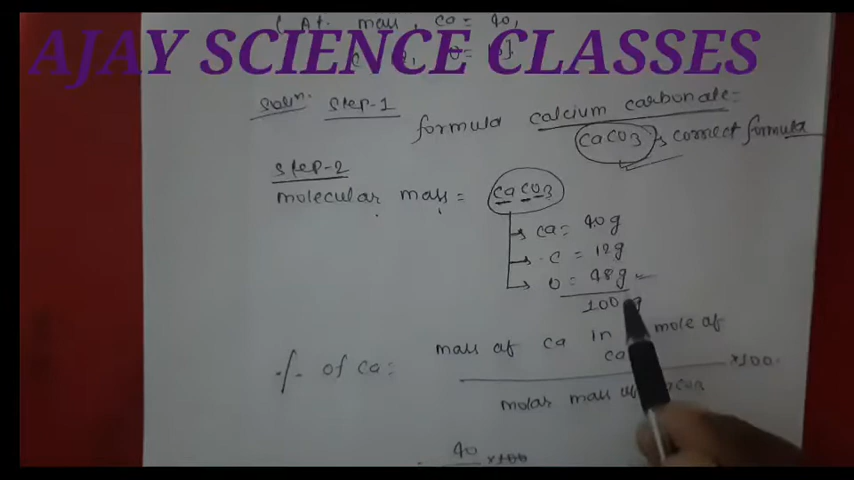 ( At. mass, ca = 40,
AJAY SCIENCE CLASSES
Soln. Step-1
formula calcium carbonate:-
CaCO3 → correct formula
Step-2
molecular mass = CaCO3
→ ca = 40g
→ C = 12g
→ O = 48g
100g
% of ca = mass of ca in mole of
ca
×100
molar mass of
40
×100